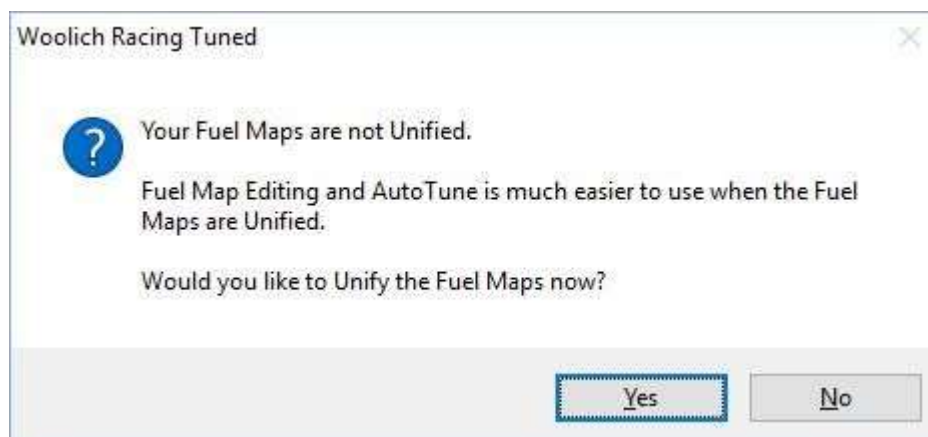 Woolich Racing Tuned
?
Your Fuel Maps are not Unified.
Fuel Map Editing and AutoTune is much easier to use when the Fuel
Maps are Unified.
Would you like to Unify the Fuel Maps now?
Yes
No